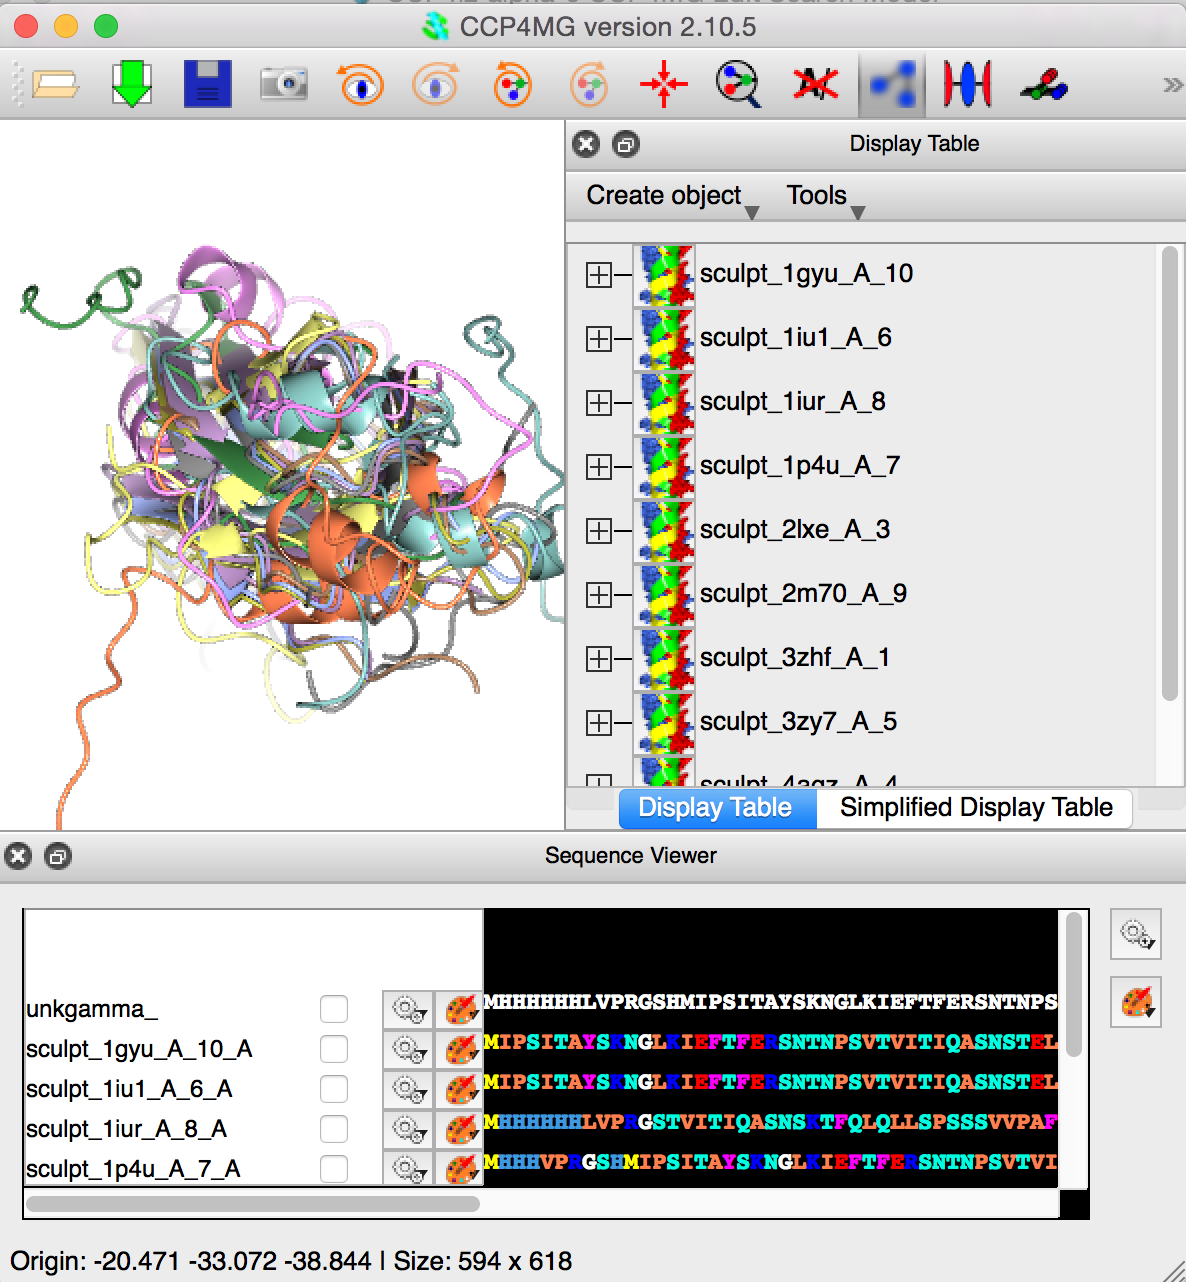 CCP4MG version 2.10.5
Display Table
Create object Tools
sculpt_1gyu_A_10
sculpt_1iu1_A_6
sculpt_1iur_A_8
sculpt_1p4u_A_7
sculpt_2lxe_A_3
sculpt_2m70_A_9
sculpt_3zhf_A_1
sculpt_3zy7_A_5
Display Table Simplified Display Table
Sequence Viewer
unkgamma_ MHHHHHHLVPRGSHMIPSITAYSKNGLKIEFTFERSNTNPS
sculpt_1gyu_A_10_A MIPSITAYSKNGLKIEFTFERSNTNPSVTVITIQASNSTEL
sculpt_1iu1_A_6_A MIPSITAYSKNGLKIEFTFERSNTNPSVTVITIQASNSTEL
sculpt_1iur_A_8_A MHHHHHHLVPRGSTVITIQASNSKTFQLQLLSPSSSVVPAF
sculpt_1p4u_A_7_A MHHHVPRGSHMIPSITAYSKNGLKIEFTFERSNTNPSVTVI
Origin: -20.471 -33.072 -38.844 | Size: 594 x 618